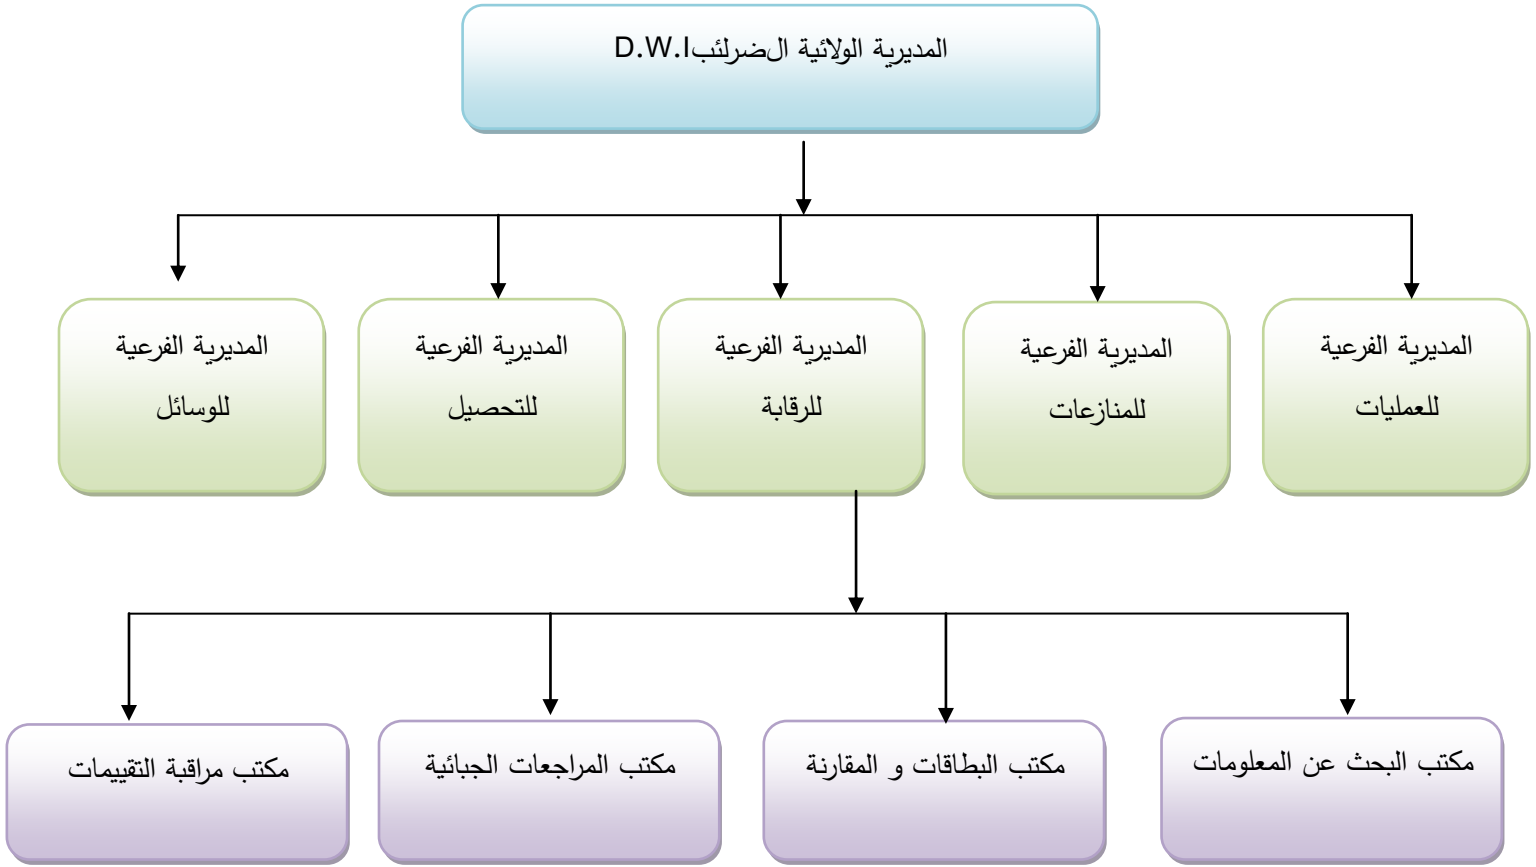 المديرية الولائية الضرلئبD.W.I
المديرية الفرعية
للعمليات
المديرية الفرعية
للمنازعات
المديرية الفرعية
للرقابة
المديرية الفرعية
للتحصيل
المديرية الفرعية
للوسائل
مكتب البحث عن المعلومات
مكتب البطاقات و المقارنة
مكتب المراجعات الجبائية
مكتب مراقبة التقييمات